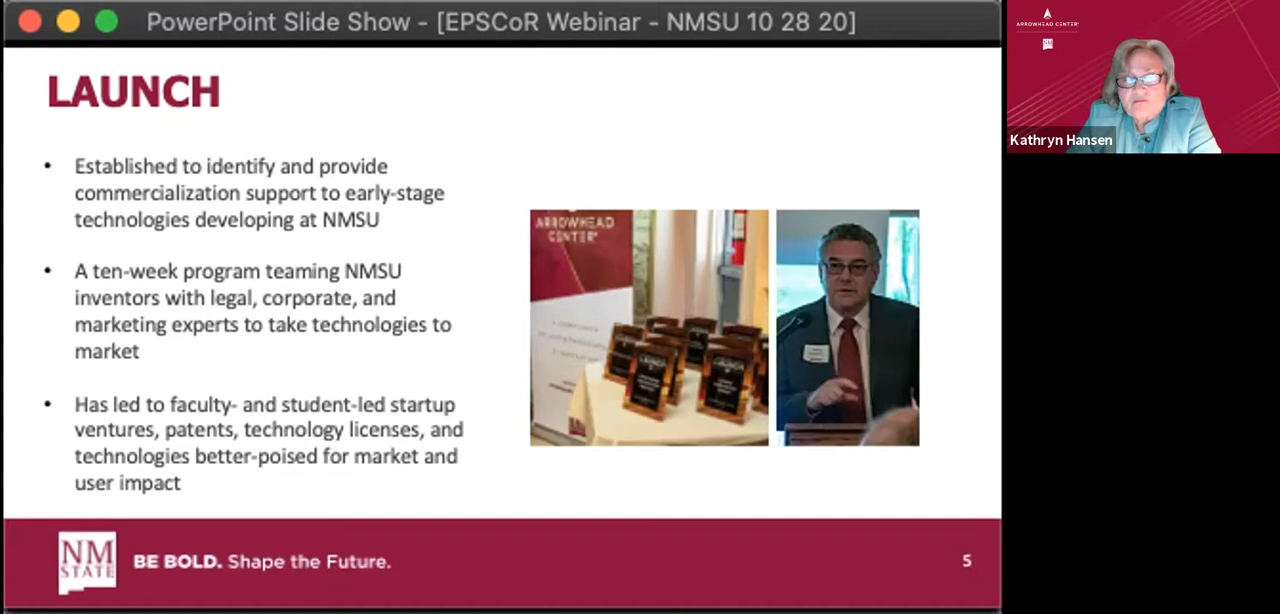 PowerPoint Slide Show - [EPSCoR Webinar - NMSU 10 28 20]
LAUNCH
• Established to identify and provide
commercialization support to early-stage
technologies developing at NMSU
• A ten-week program teaming NMSU
inventors with legal, corporate, and
marketing experts to take technologies to
market
• Has led to faculty- and student-led startup
ventures, patents, technology licenses, and
technologies better-poised for market and
user impact
ARROWHEAD
CENTER®
NM
STATE
BE BOLD. Shape the Future.
5
ARROWHEAD CENTER®
NM
Kathryn Hansen